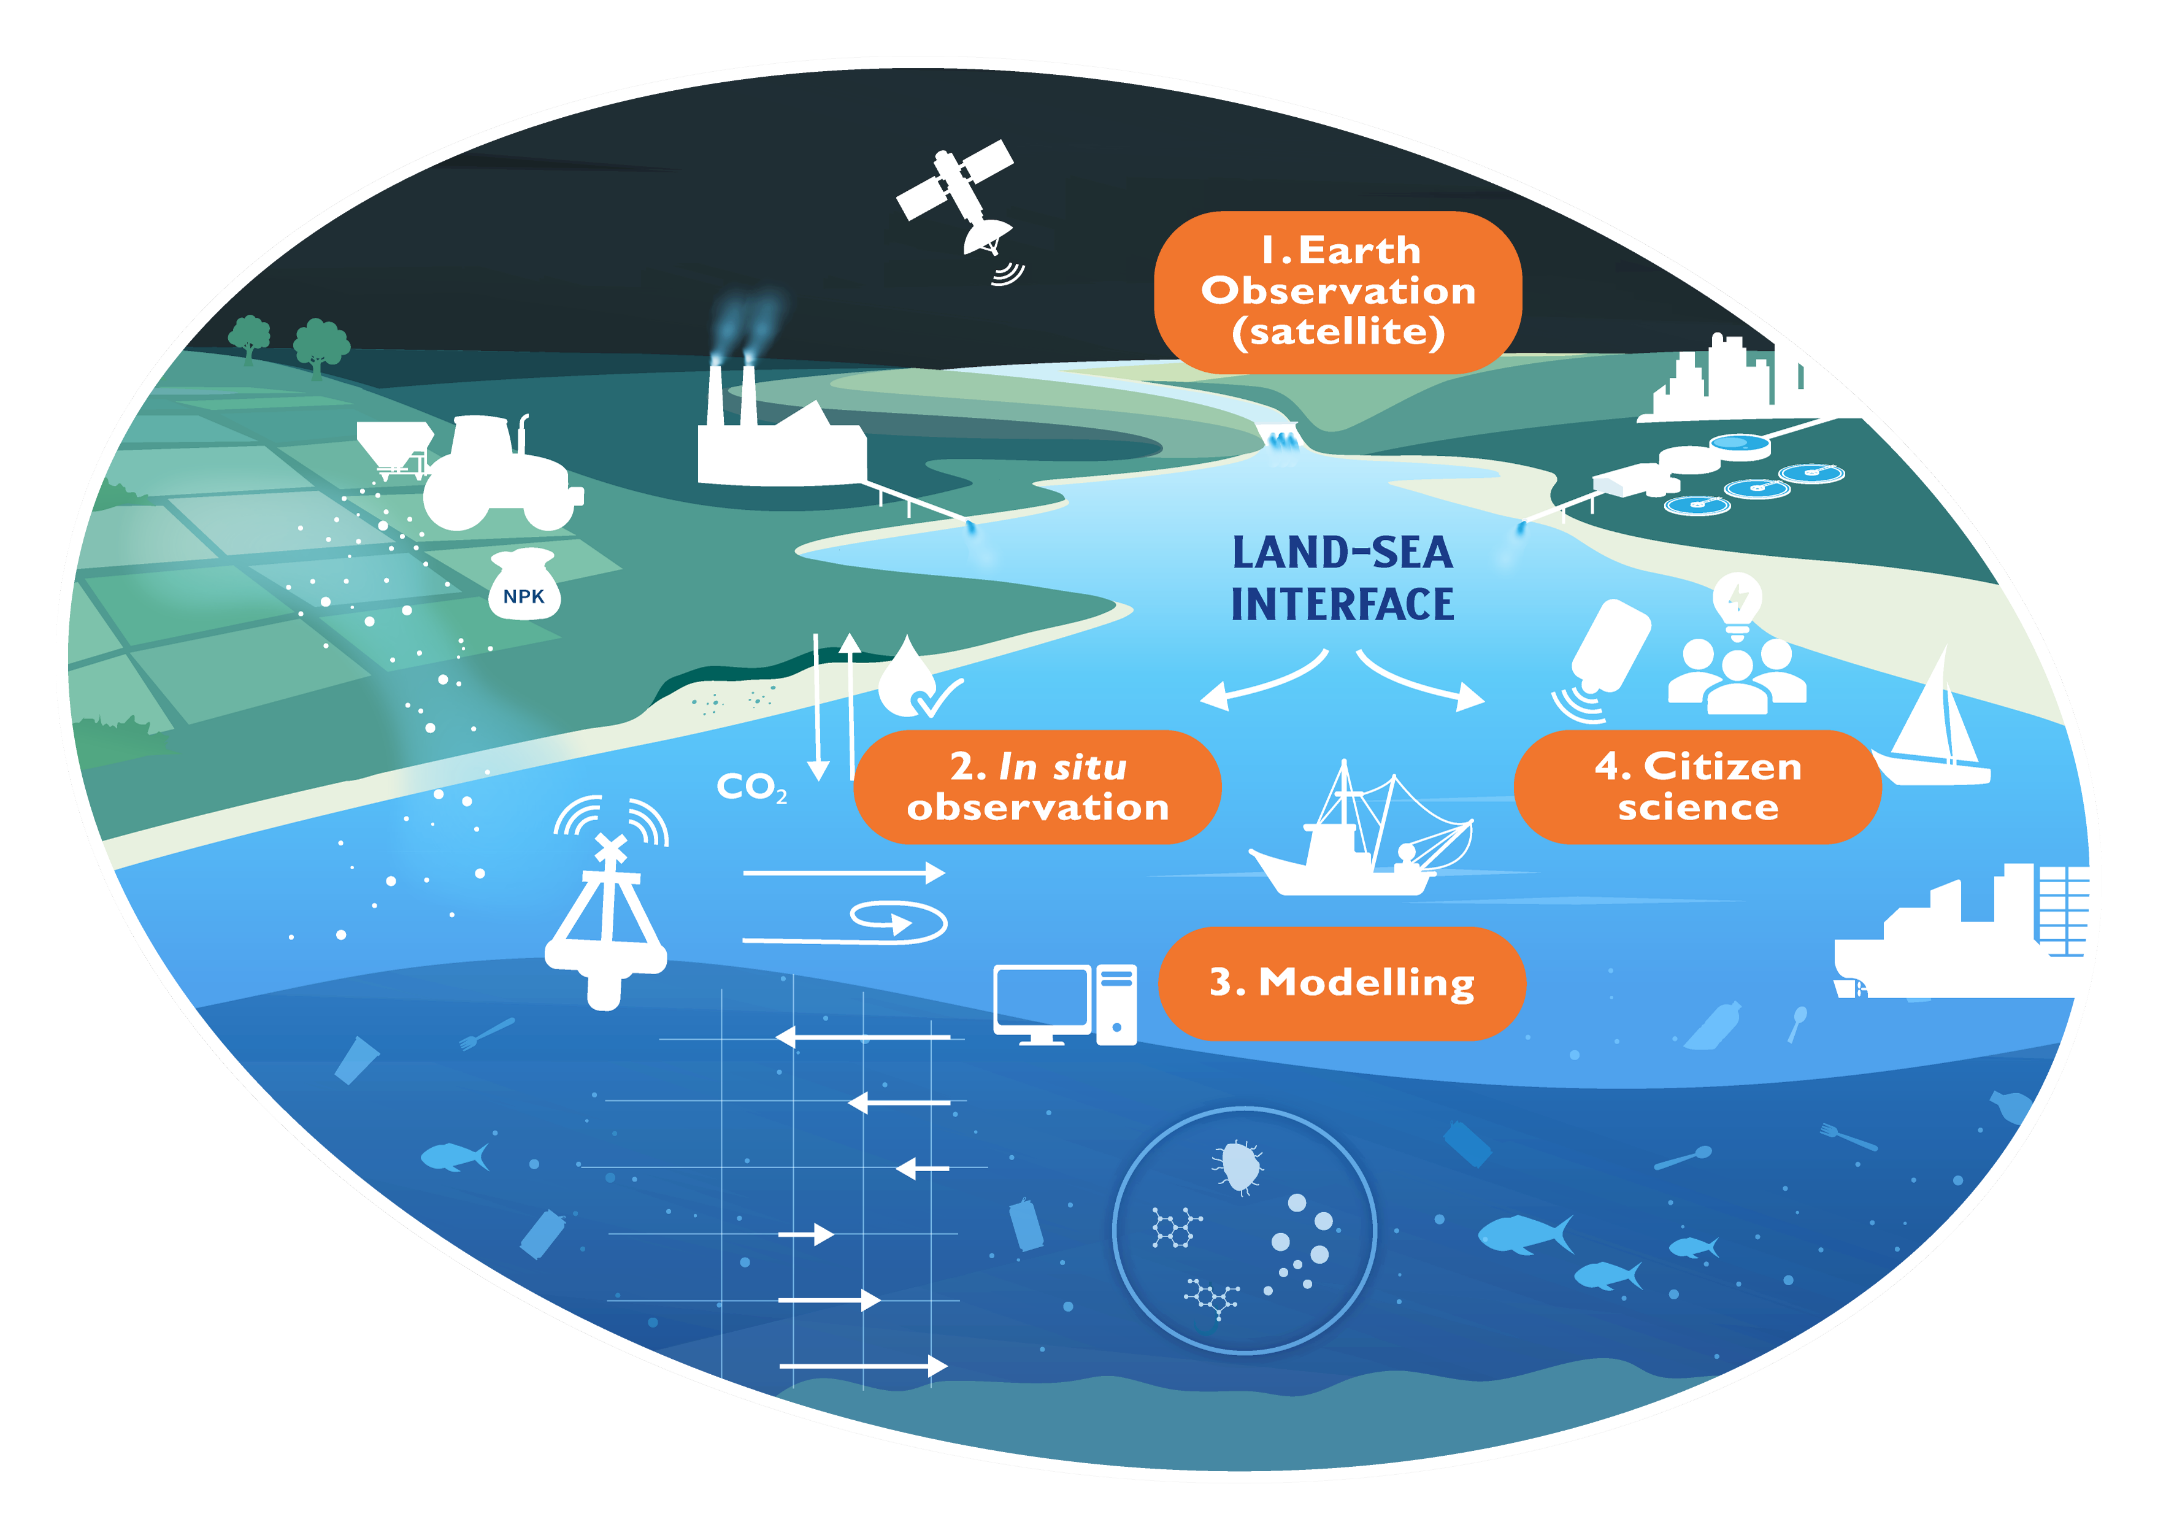 1. Earth
Observation
(satellite)
LAND-SEA
INTERFACE
NPK
2. In situ
observation
4. Citizen
science
CO₂
3. Modelling